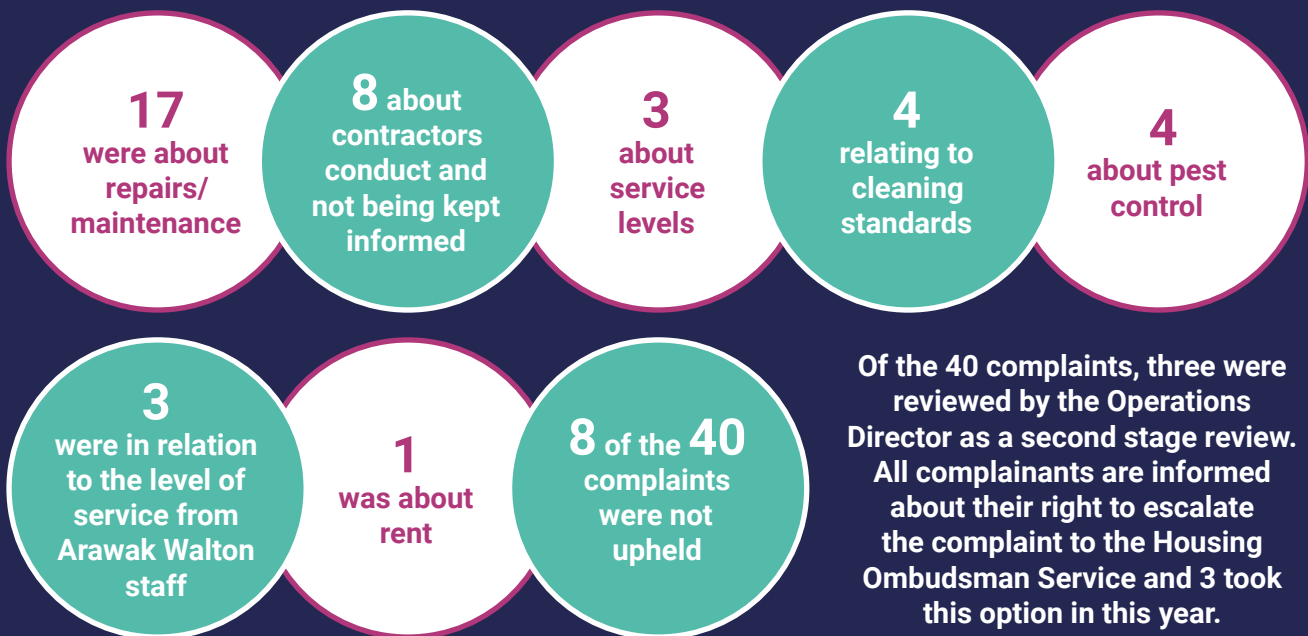 17
were about
repairs/
maintenance
8 about
contractors
conduct and
not being kept
informed
3
about
service
levels
4
relating to
cleaning
standards
4
about pest
control
3
were in relation
to the level of
service from
Arawak Walton
staff
1
was about
rent
8 of the 40
complaints
were not
upheld
Of the 40 complaints, three were
reviewed by the Operations
Director as a second stage review.
All complainants are informed
about their right to escalate
the complaint to the Housing
Ombudsman Service and 3 took
this option in this year.